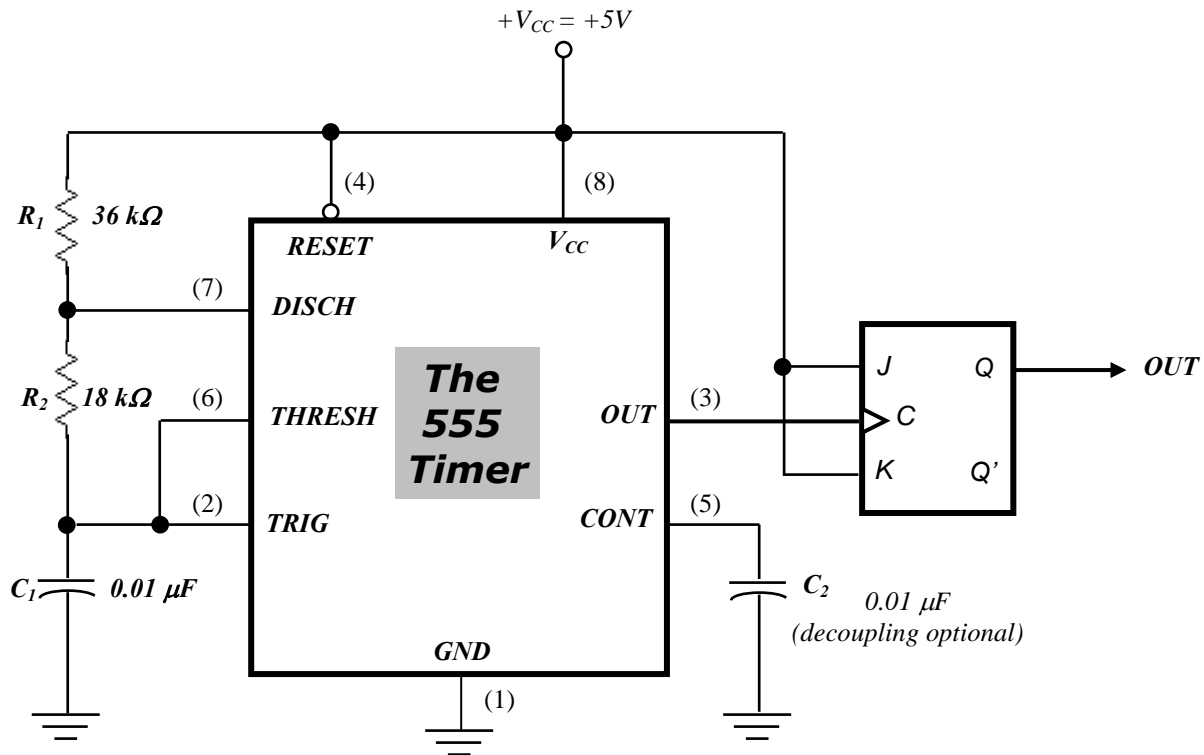 +VCC = +5V
(4)
(8)
R1 36 kΩ
RESET
VCC
(7)
DISCH
R2 18 kΩ
(6)
THRESH
The
555
Timer
OUT
(3)
J
Q
OUT
C
K
Q'
(2)
TRIG
CONT
(5)
C1 0.01 μF
C2 0.01 μF
(decoupling optional)
GND
(1)